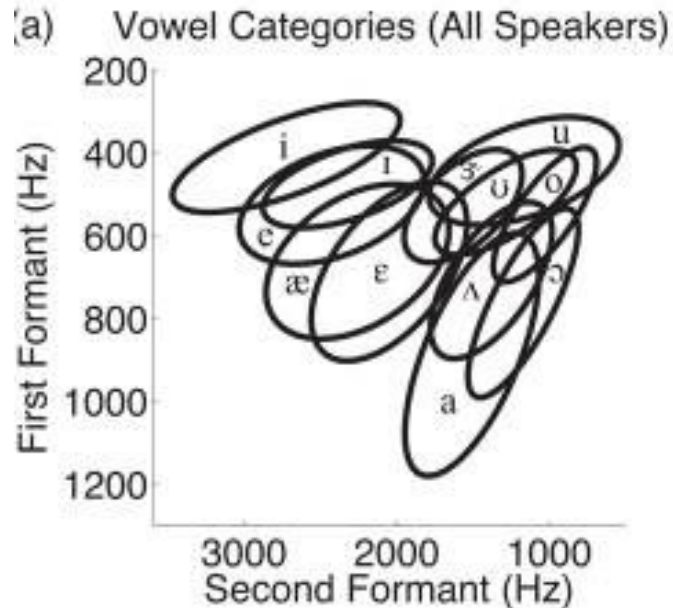 (a) Vowel Categories (All Speakers)
200
400
600
800
1000
1200
First Formant (Hz)
i
ɪ
e
æ
ɐ
ɝ
ʊ
u
o
ʌ
ɔ
a
3000 2000 1000
Second Formant (Hz)